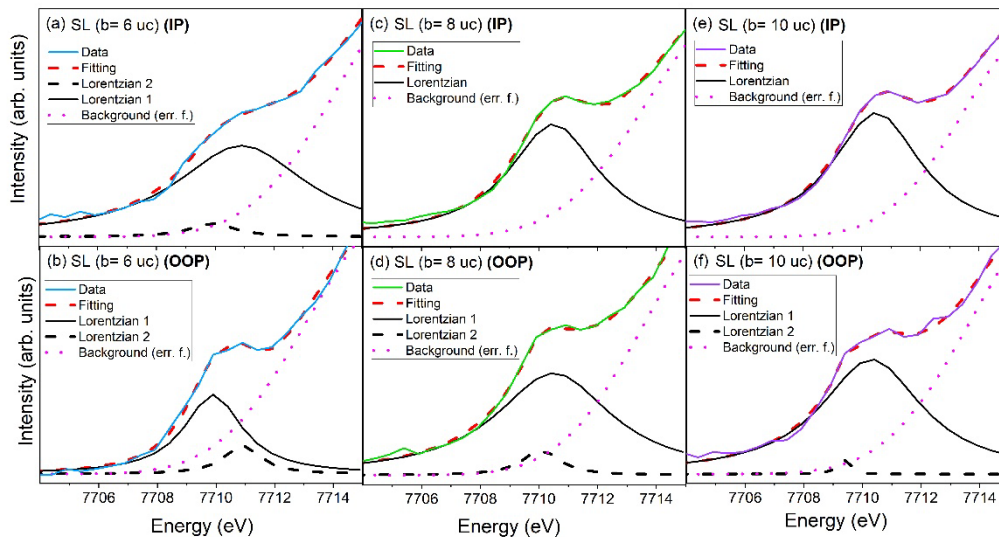 (a) SL (b= 6 uc) (IP)
Data
Fitting
Lorentzian 2
Lorentzian 1
Background (err. f.)
(c) SL (b= 8 uc) (IP)
Data
Fitting
Lorentzian
Background (err. f.)
(e) SL (b= 10 uc) (IP)
Data
Fitting
Lorentzian
Background (err. f.)
Intensity (arb. units)
(b) SL (b= 6 uc) (OOP)
Data
Fitting
Lorentzian 1
Lorentzian 2
Background (err. f.)
(d) SL (b= 8 uc) (OOP)
Data
Fitting
Lorentzian 1
Lorentzian 2
Background (err. f.)
(f) SL (b= 10 uc) (OOP)
Data
Fitting
Lorentzian 1
Lorentzian 2
Background (err. f.)
Intensity (arb. units)
7706 7708 7710 7712 7714
7706 7708 7710 7712 7714
7706 7708 7710 7712 7714
Energy (eV)
Energy (eV)
Energy (eV)